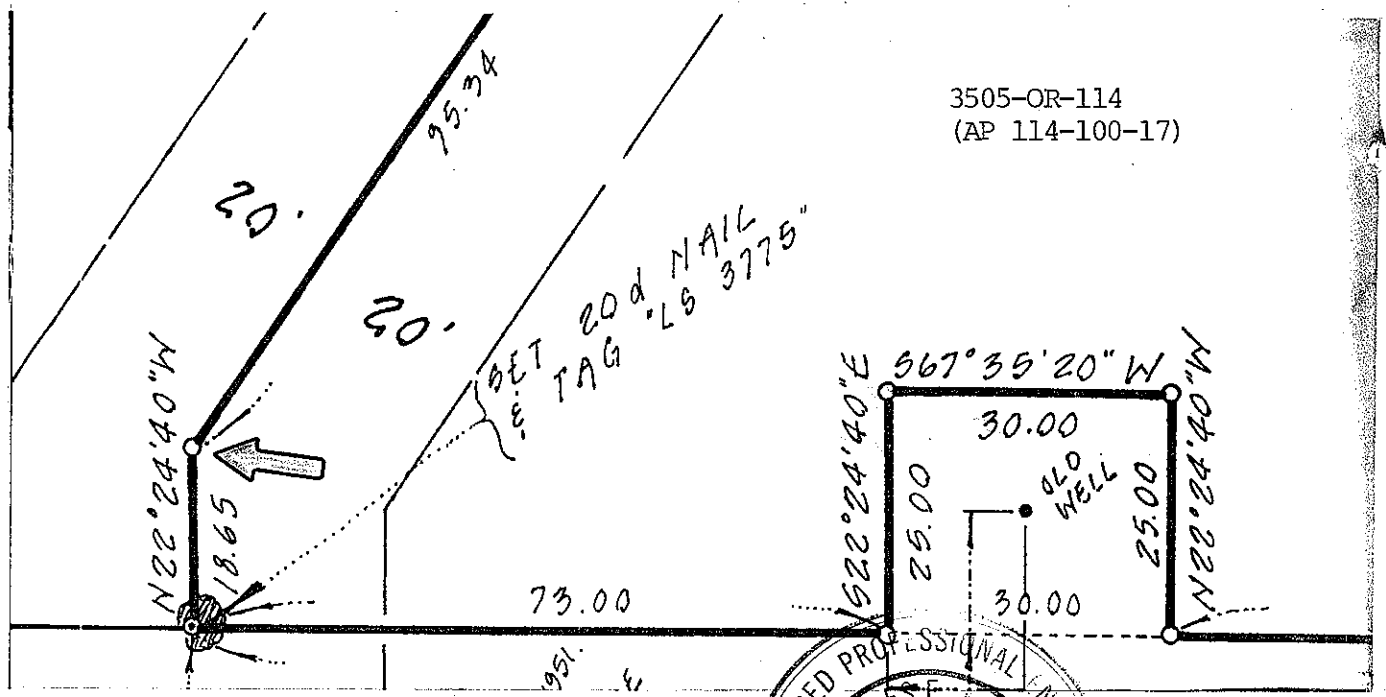 3505-OR-114
(AP 114-100-17)
95.34
20'
20'
SET 20d NAIL
& TAG "LS 3775"
N22°24'40"W
18.65
73.00
S22°24'40"E
25.00
S67°35'20"W
30.00
OLD
WELL
25.00
N22°24'40"W
30.00
1951.
PROFESSIONAL